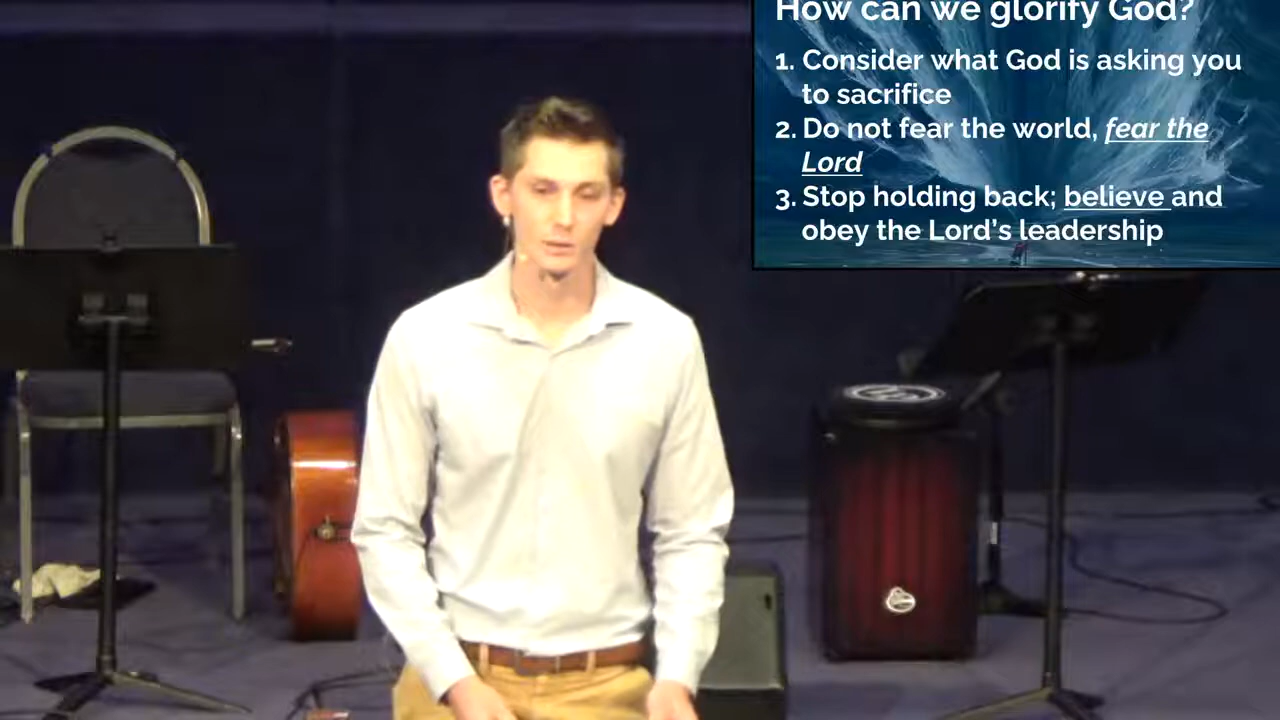 How can we glorify God?
1. Consider what God is asking you
to sacrifice
2. Do not fear the world, fear the
Lord
3. Stop holding back; believe and
obey the Lord's leadership